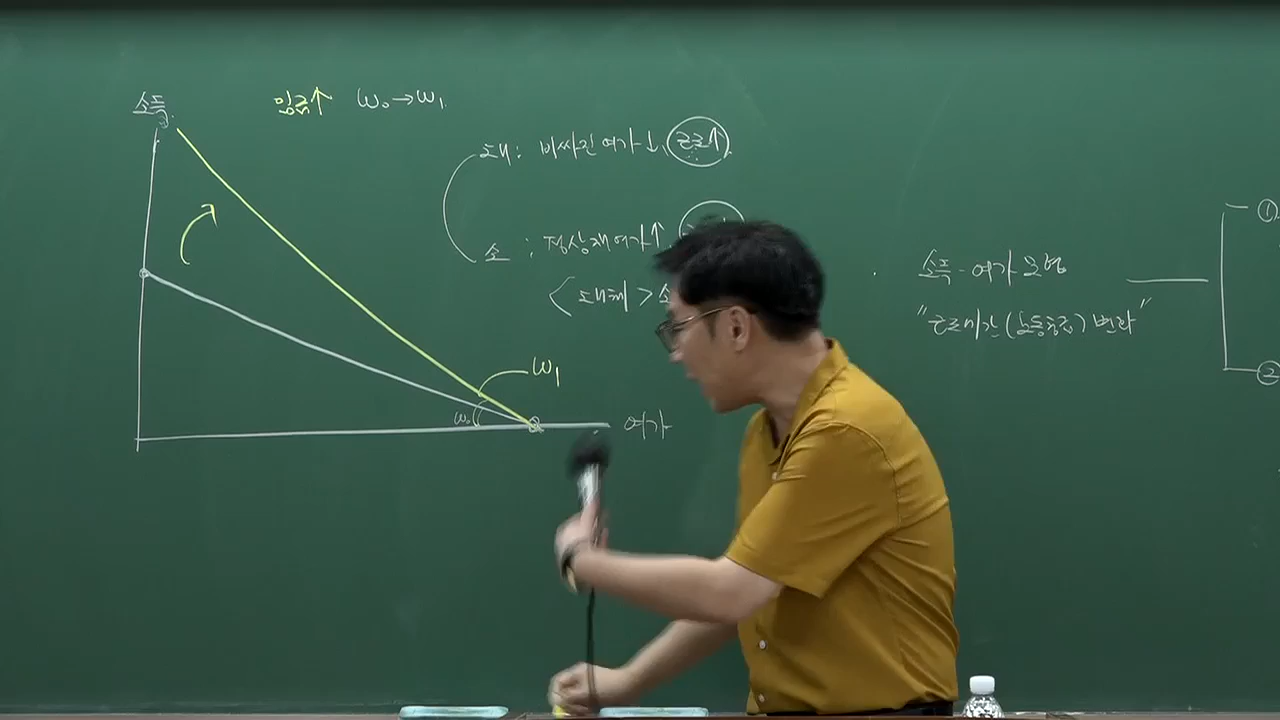 소득
임금↑ w₀→w₁
대: 비싸진 여가↓, 근로↑
소: 정상재 여가↑
대체 > 소
w₁
w₀
여가
소득-여가 모형
"근로시간(노동공급) 변화"
①
②